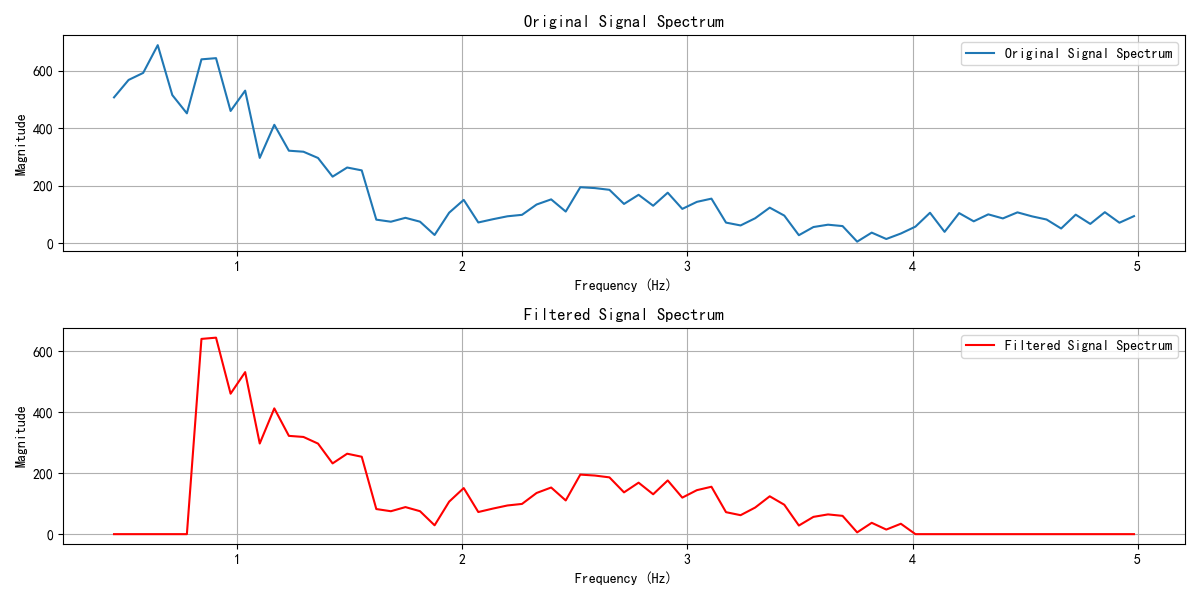 Original Signal Spectrum
Original Signal Spectrum
Magnitude
600
400
200
0
1 2 3 4 5
Frequency (Hz)
Filtered Signal Spectrum
Filtered Signal Spectrum
Magnitude
600
400
200
0
1 2 3 4 5
Frequency (Hz)